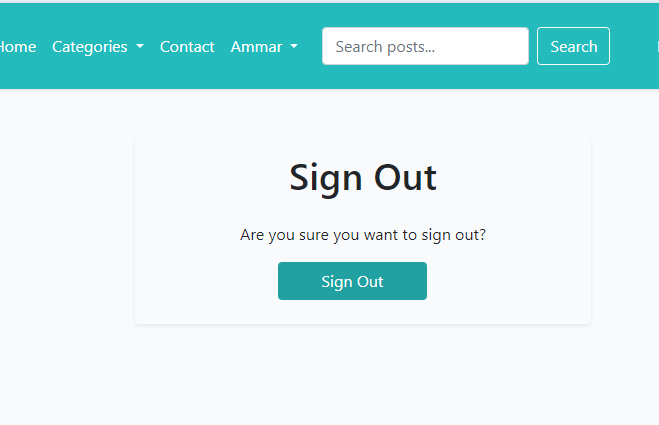 Home Categories Contact Ammar Search posts... Search
Sign Out
Are you sure you want to sign out?
Sign Out